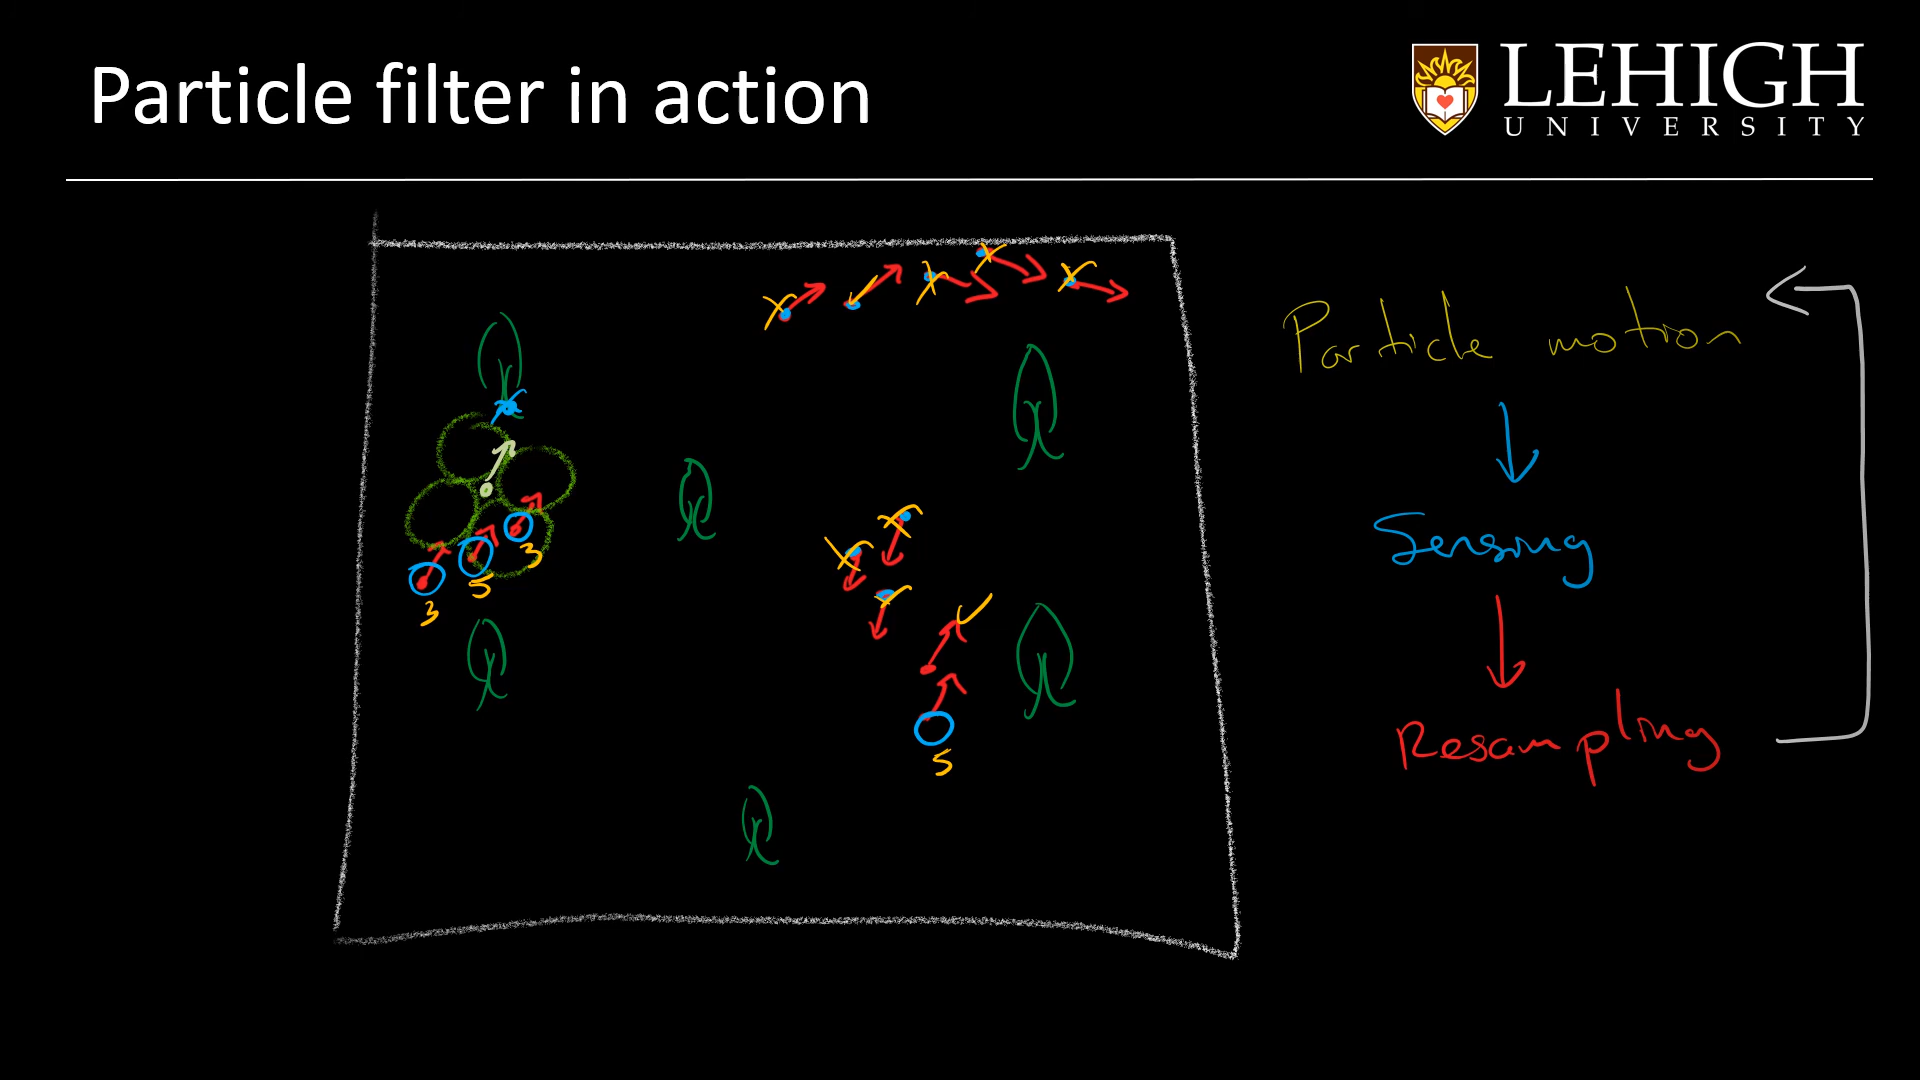 Particle filter in action
LEHIGH
UNIVERSITY
Particle motion
Sensing
Resampling
3
5
3
5